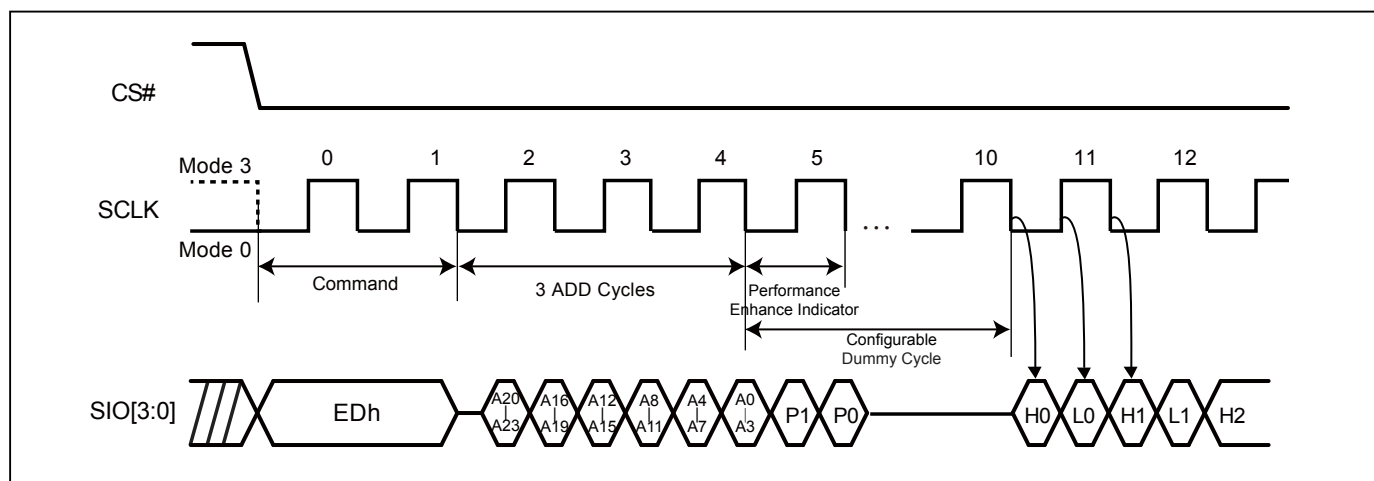 CS#
0 1 2 3 4 5 10 11 12
Mode 3
SCLK
Mode 0
...
Command
3 ADD Cycles
Performance
Enhance Indicator
Configurable
Dummy Cycle
SIO[3:0]
EDh
A20 A16 A12 A8 A4 A0
A23 A19 A15 A11 A7 A3
P1 P0 H0 L0 H1 L1 H2